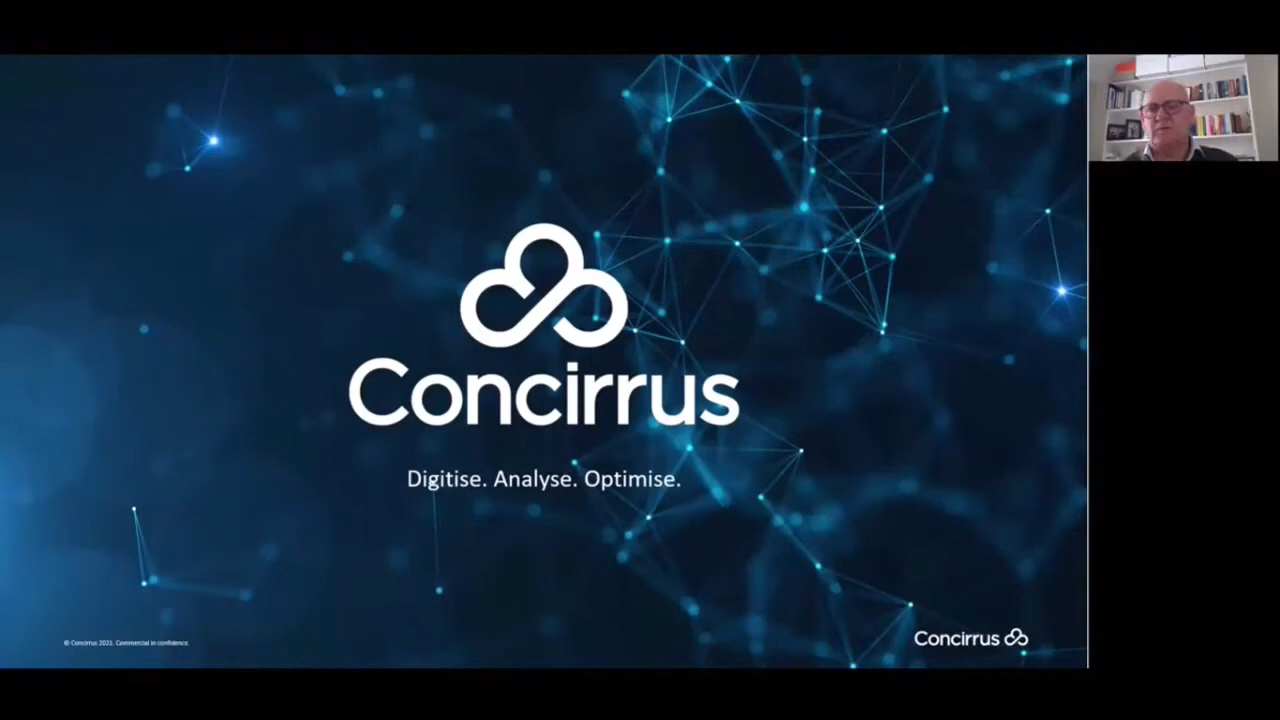 Concirrus
Digitise. Analyse. Optimise.
© Concirrus 2021. Commercial in confidence.
Concirrus